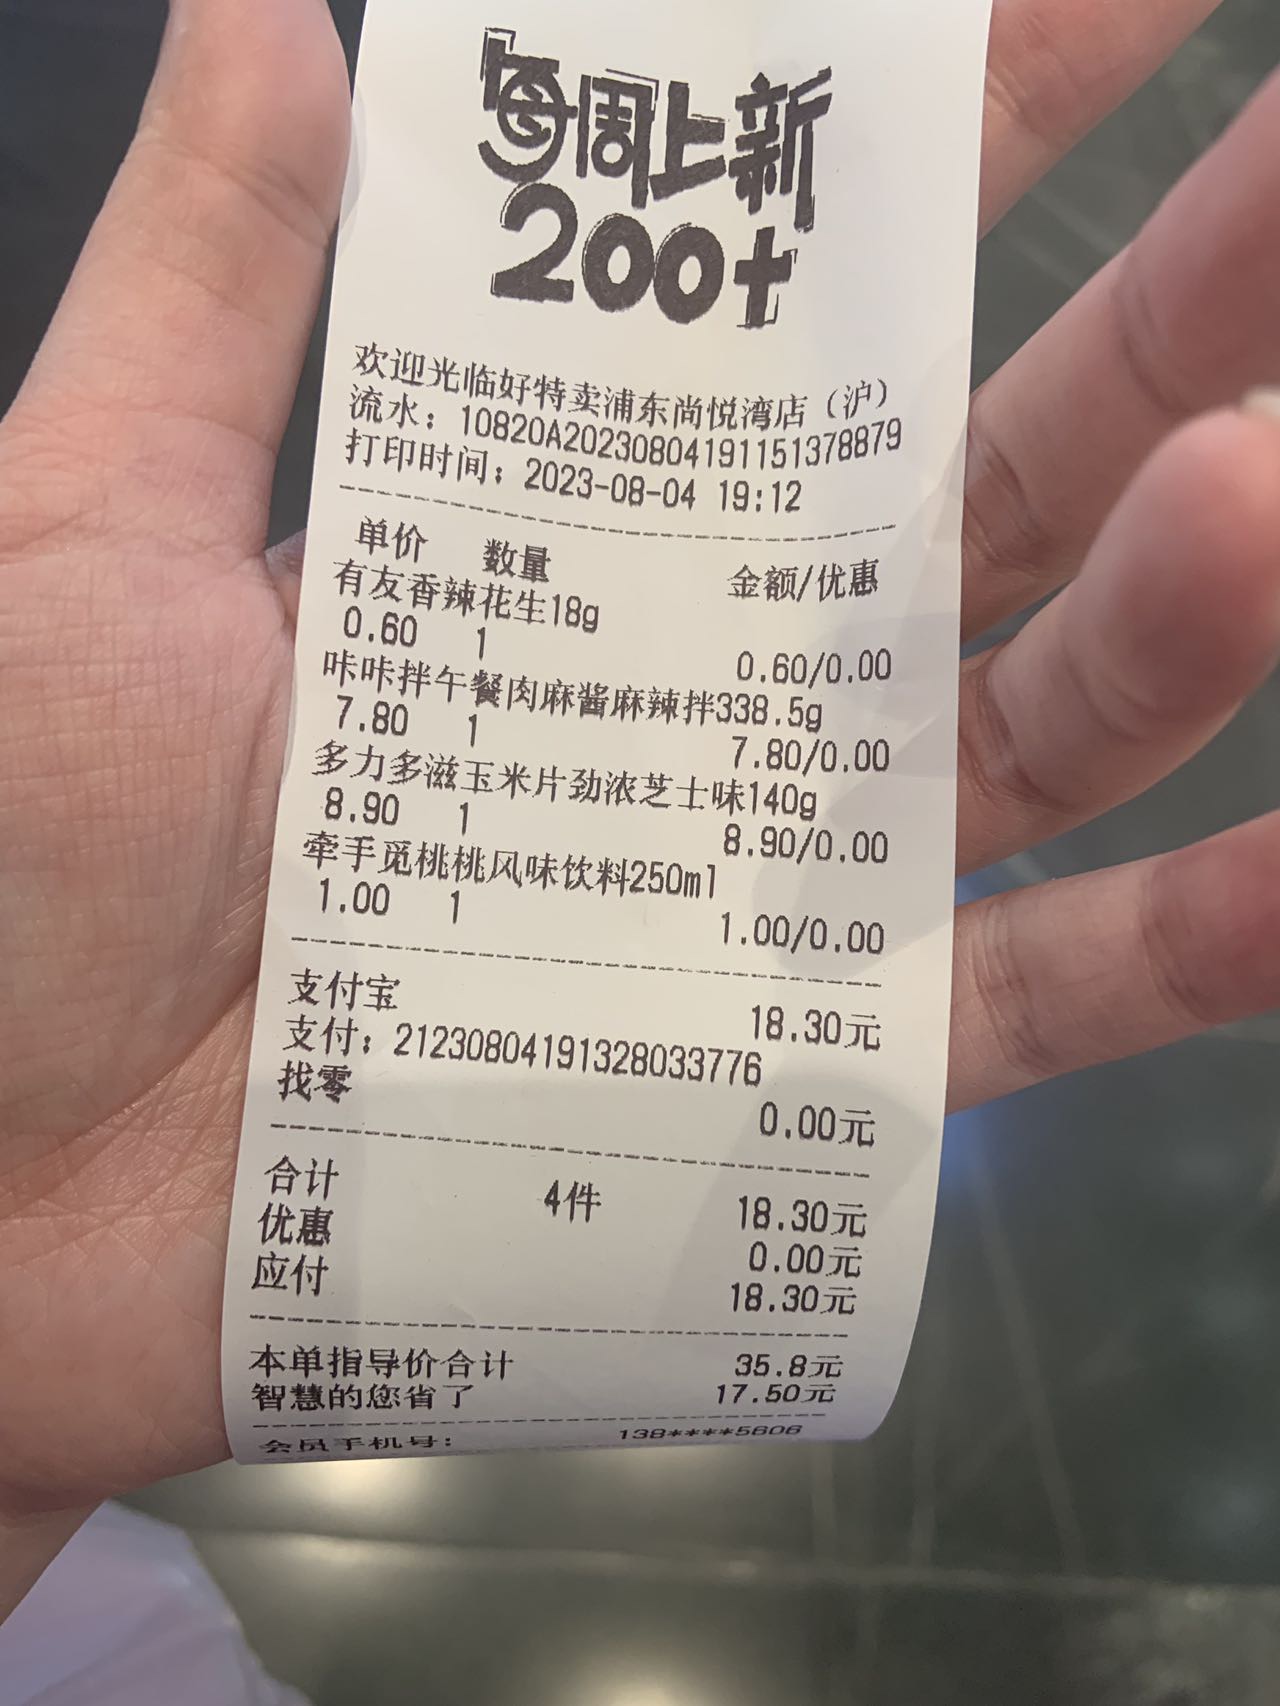 每周上新
200+
欢迎光临好特卖浦东尚悦湾店（沪）
流水：10820A20230804191151378879
打印时间：2023-08-04 19:12
单价 数量 金额/优惠
有友香辣花生18g
0.60 1 0.60/0.00
咔咔拌午餐肉麻酱麻辣拌338.5g
7.80 1 7.80/0.00
多力多滋玉米片劲浓芝士味140g
8.90 1 8.90/0.00
牵手觅桃桃风味饮料250ml
1.00 1 1.00/0.00
支付宝 18.30元
支付：21230804191328033776
找零 0.00元
合计 4件 18.30元
优惠 0.00元
应付 18.30元
本单指导价合计 35.8元
智慧的您省了 17.50元
会员手机号： 138****5606